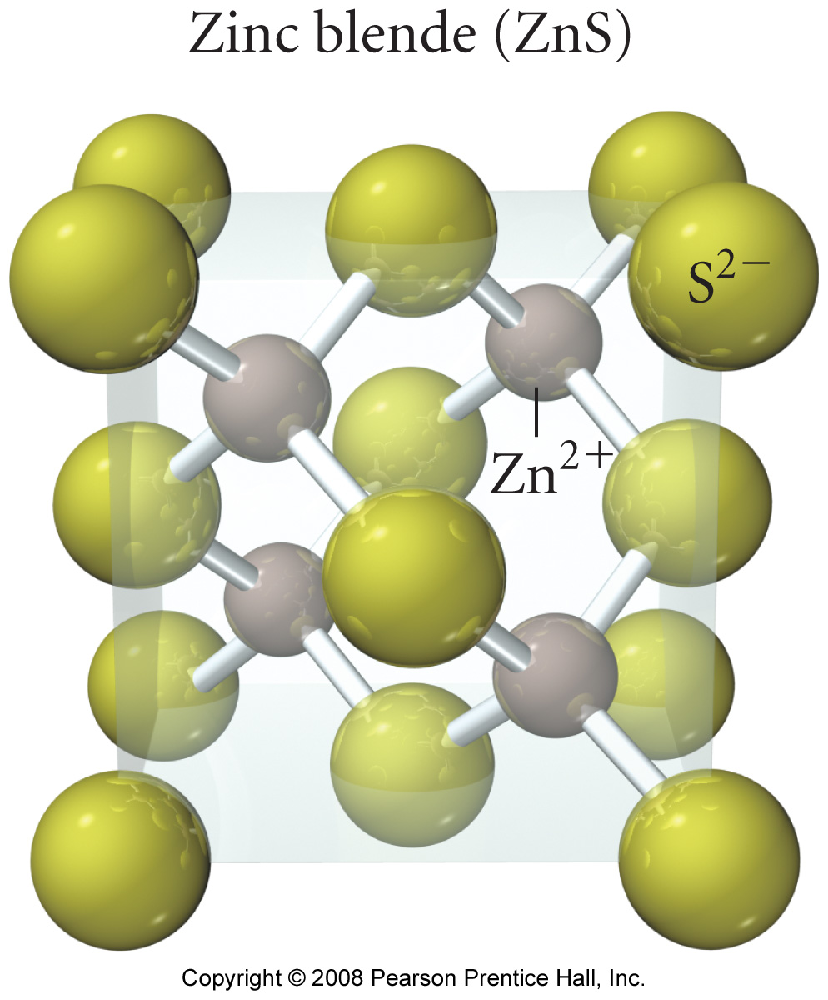 Zinc blende (ZnS)
S²⁻
Zn²⁺
Copyright © 2008 Pearson Prentice Hall, Inc.